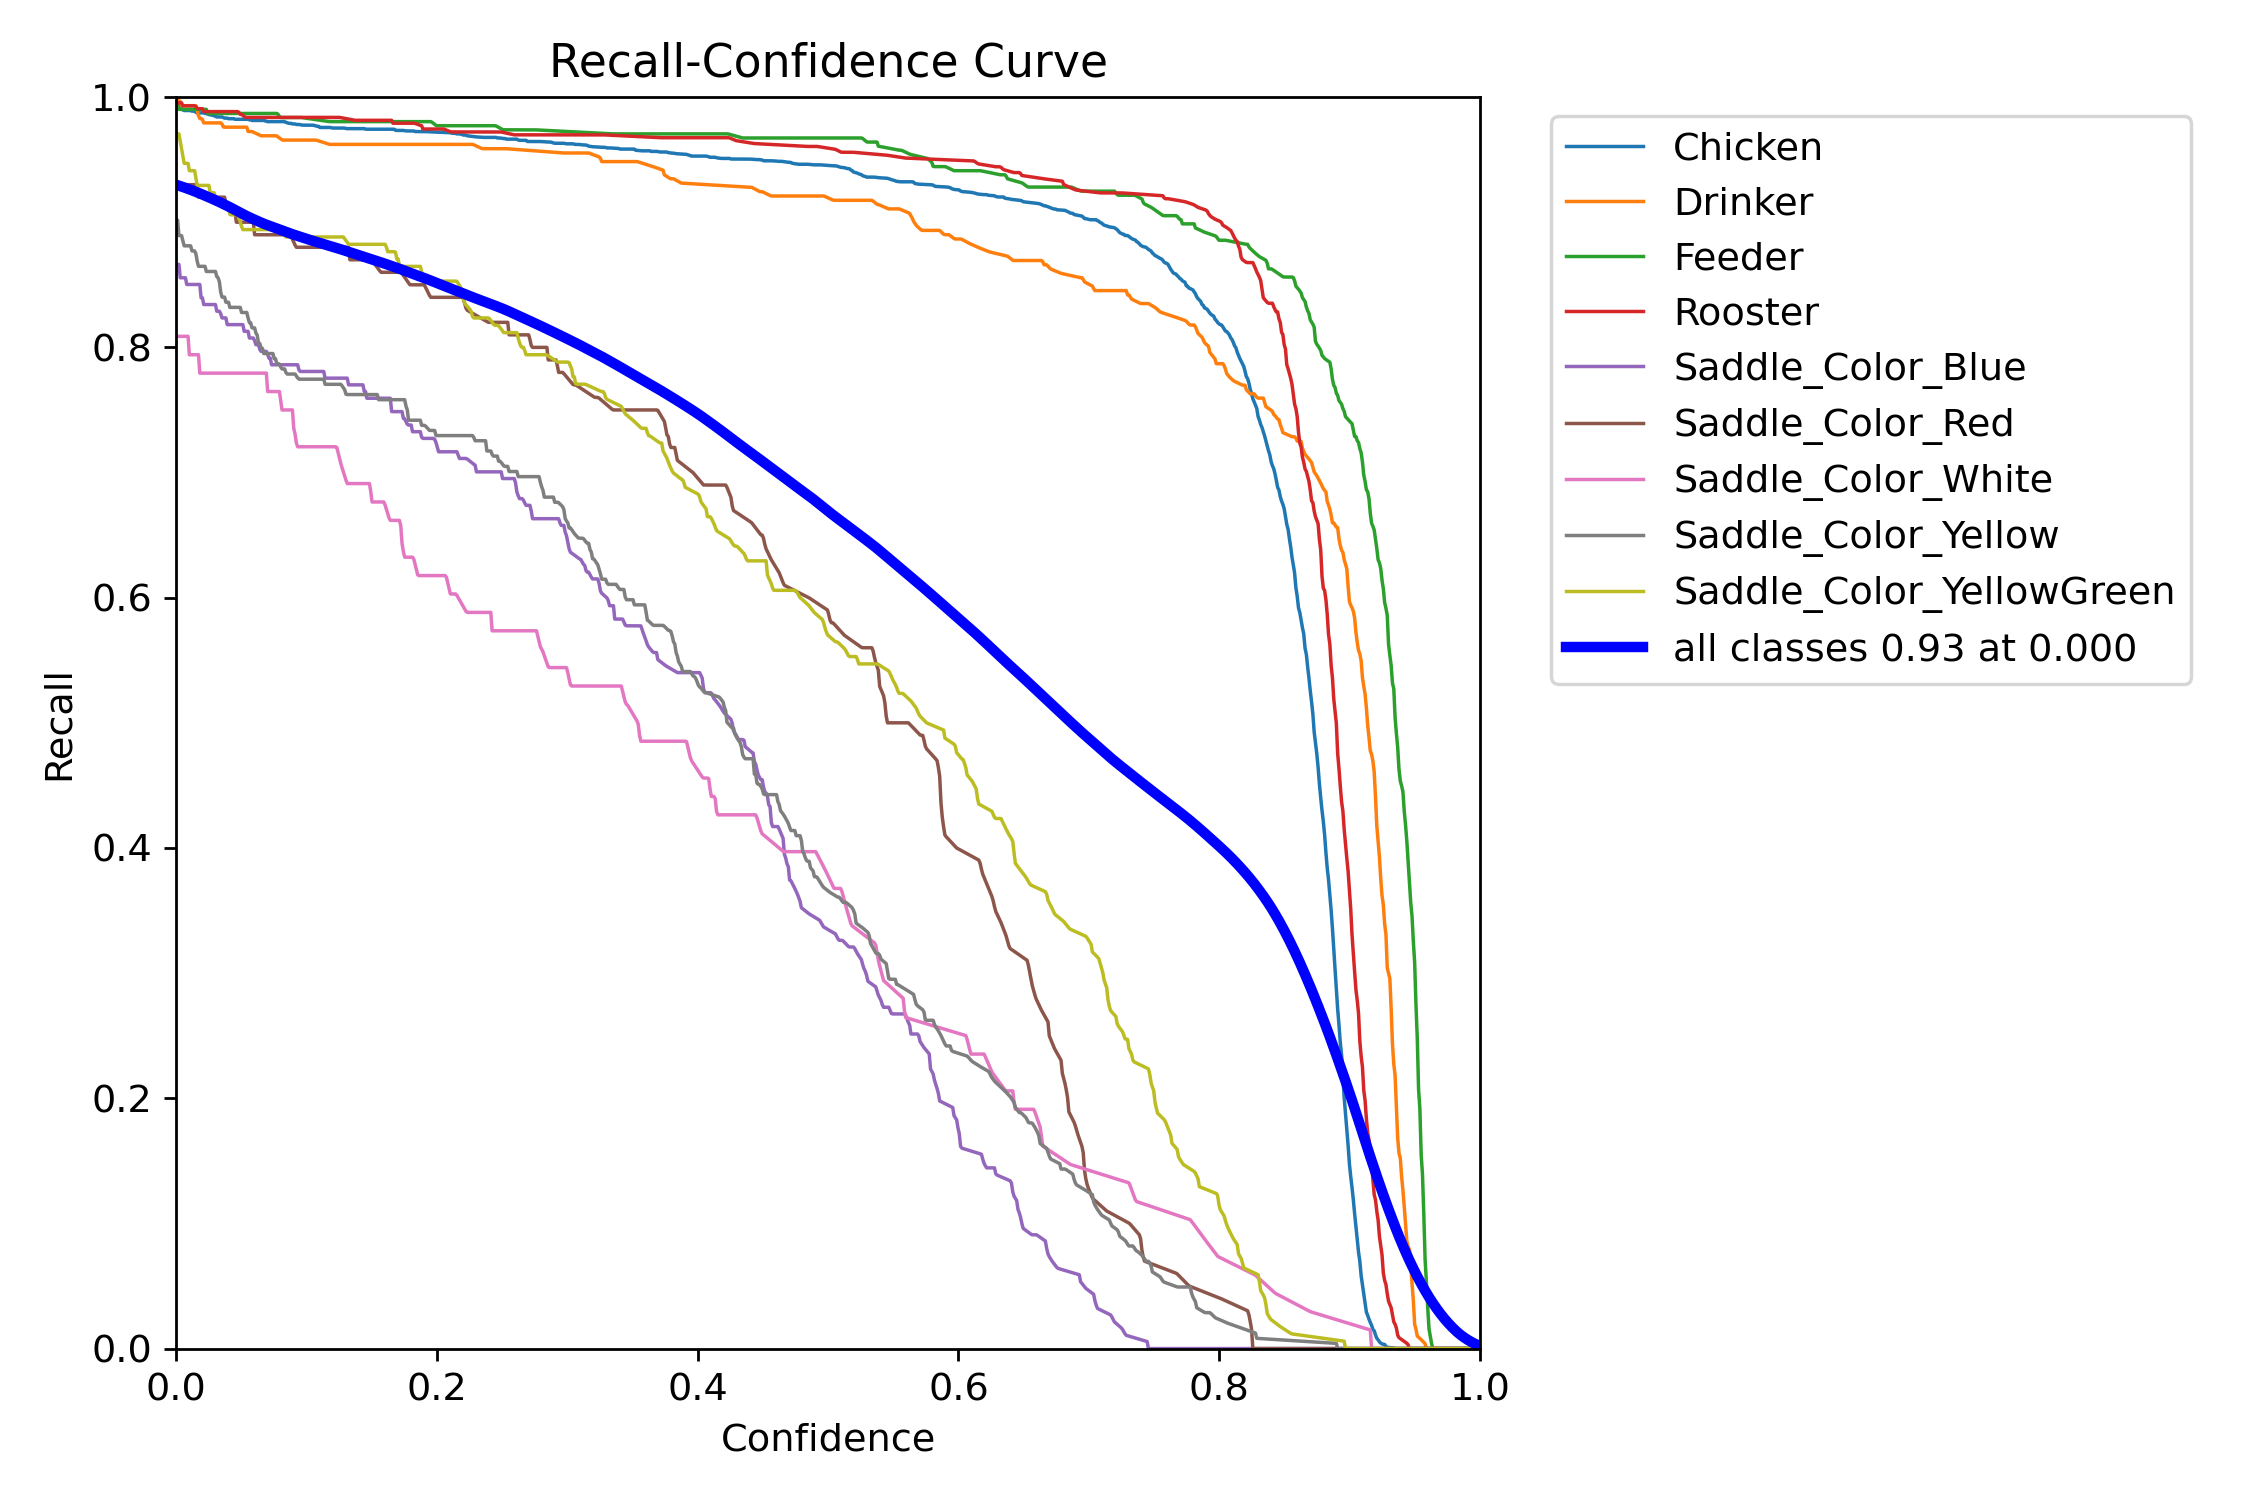 Recall-Confidence Curve
1.0
0.8
0.6
0.4
0.2
0.0
Recall
0.0 0.2 0.4 0.6 0.8 1.0
Confidence
Chicken
Drinker
Feeder
Rooster
Saddle_Color_Blue
Saddle_Color_Red
Saddle_Color_White
Saddle_Color_Yellow
Saddle_Color_YellowGreen
all classes 0.93 at 0.000